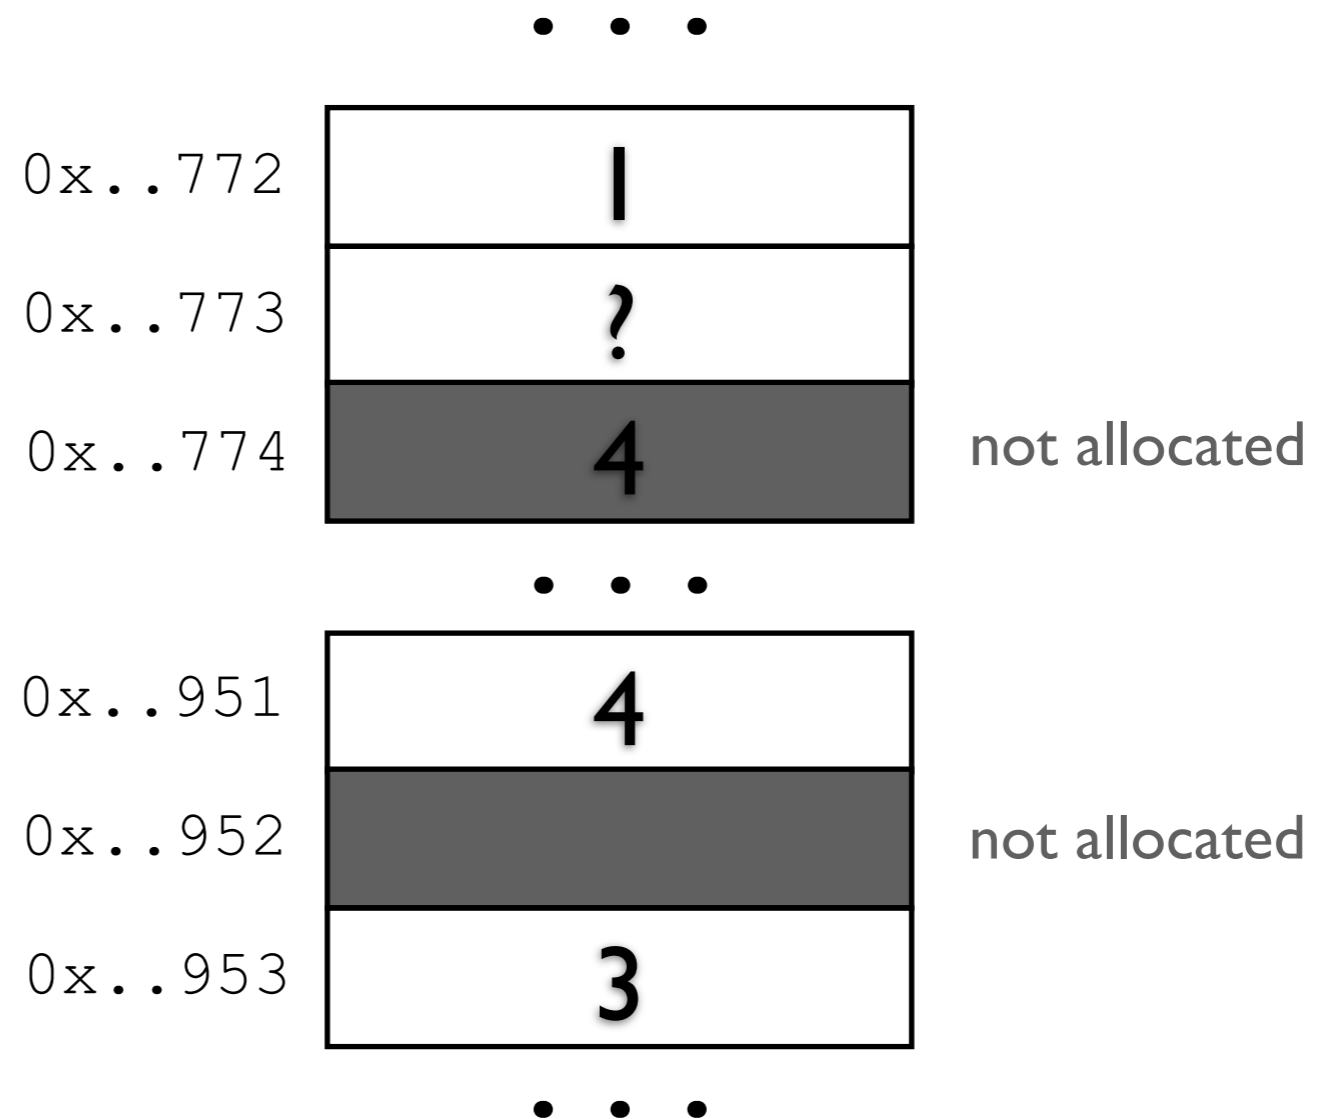 . . .
0x..772 1
0x..773 ?
0x..774 4 not allocated
. . .
0x..951 4
0x..952 not allocated
0x..953 3
. . .